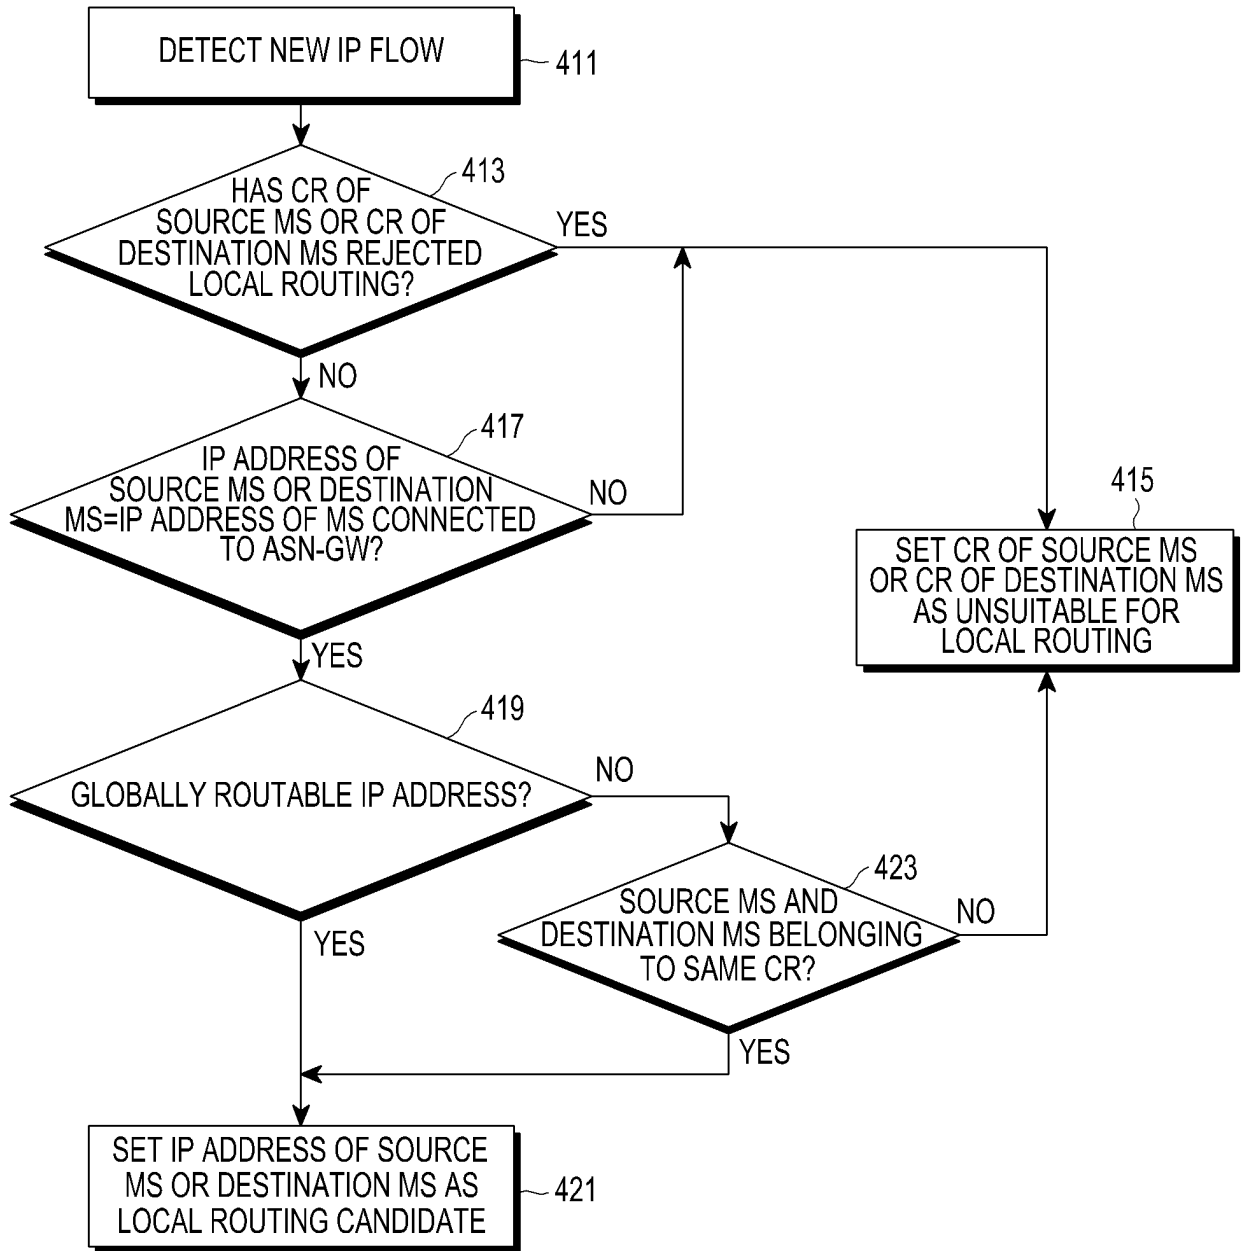 DETECT NEW IP FLOW
411
HAS CR OF
SOURCE MS OR CR OF
DESTINATION MS REJECTED
LOCAL ROUTING?
413
YES
NO
IP ADDRESS OF
SOURCE MS OR DESTINATION
MS=IP ADDRESS OF MS CONNECTED
TO ASN-GW?
417
NO
YES
415
SET CR OF SOURCE MS
OR CR OF DESTINATION MS
AS UNSUITABLE FOR
LOCAL ROUTING
GLOBALLY ROUTABLE IP ADDRESS?
419
NO
YES
SOURCE MS AND
DESTINATION MS BELONGING
TO SAME CR?
423
NO
YES
SET IP ADDRESS OF SOURCE
MS OR DESTINATION MS AS
LOCAL ROUTING CANDIDATE
421